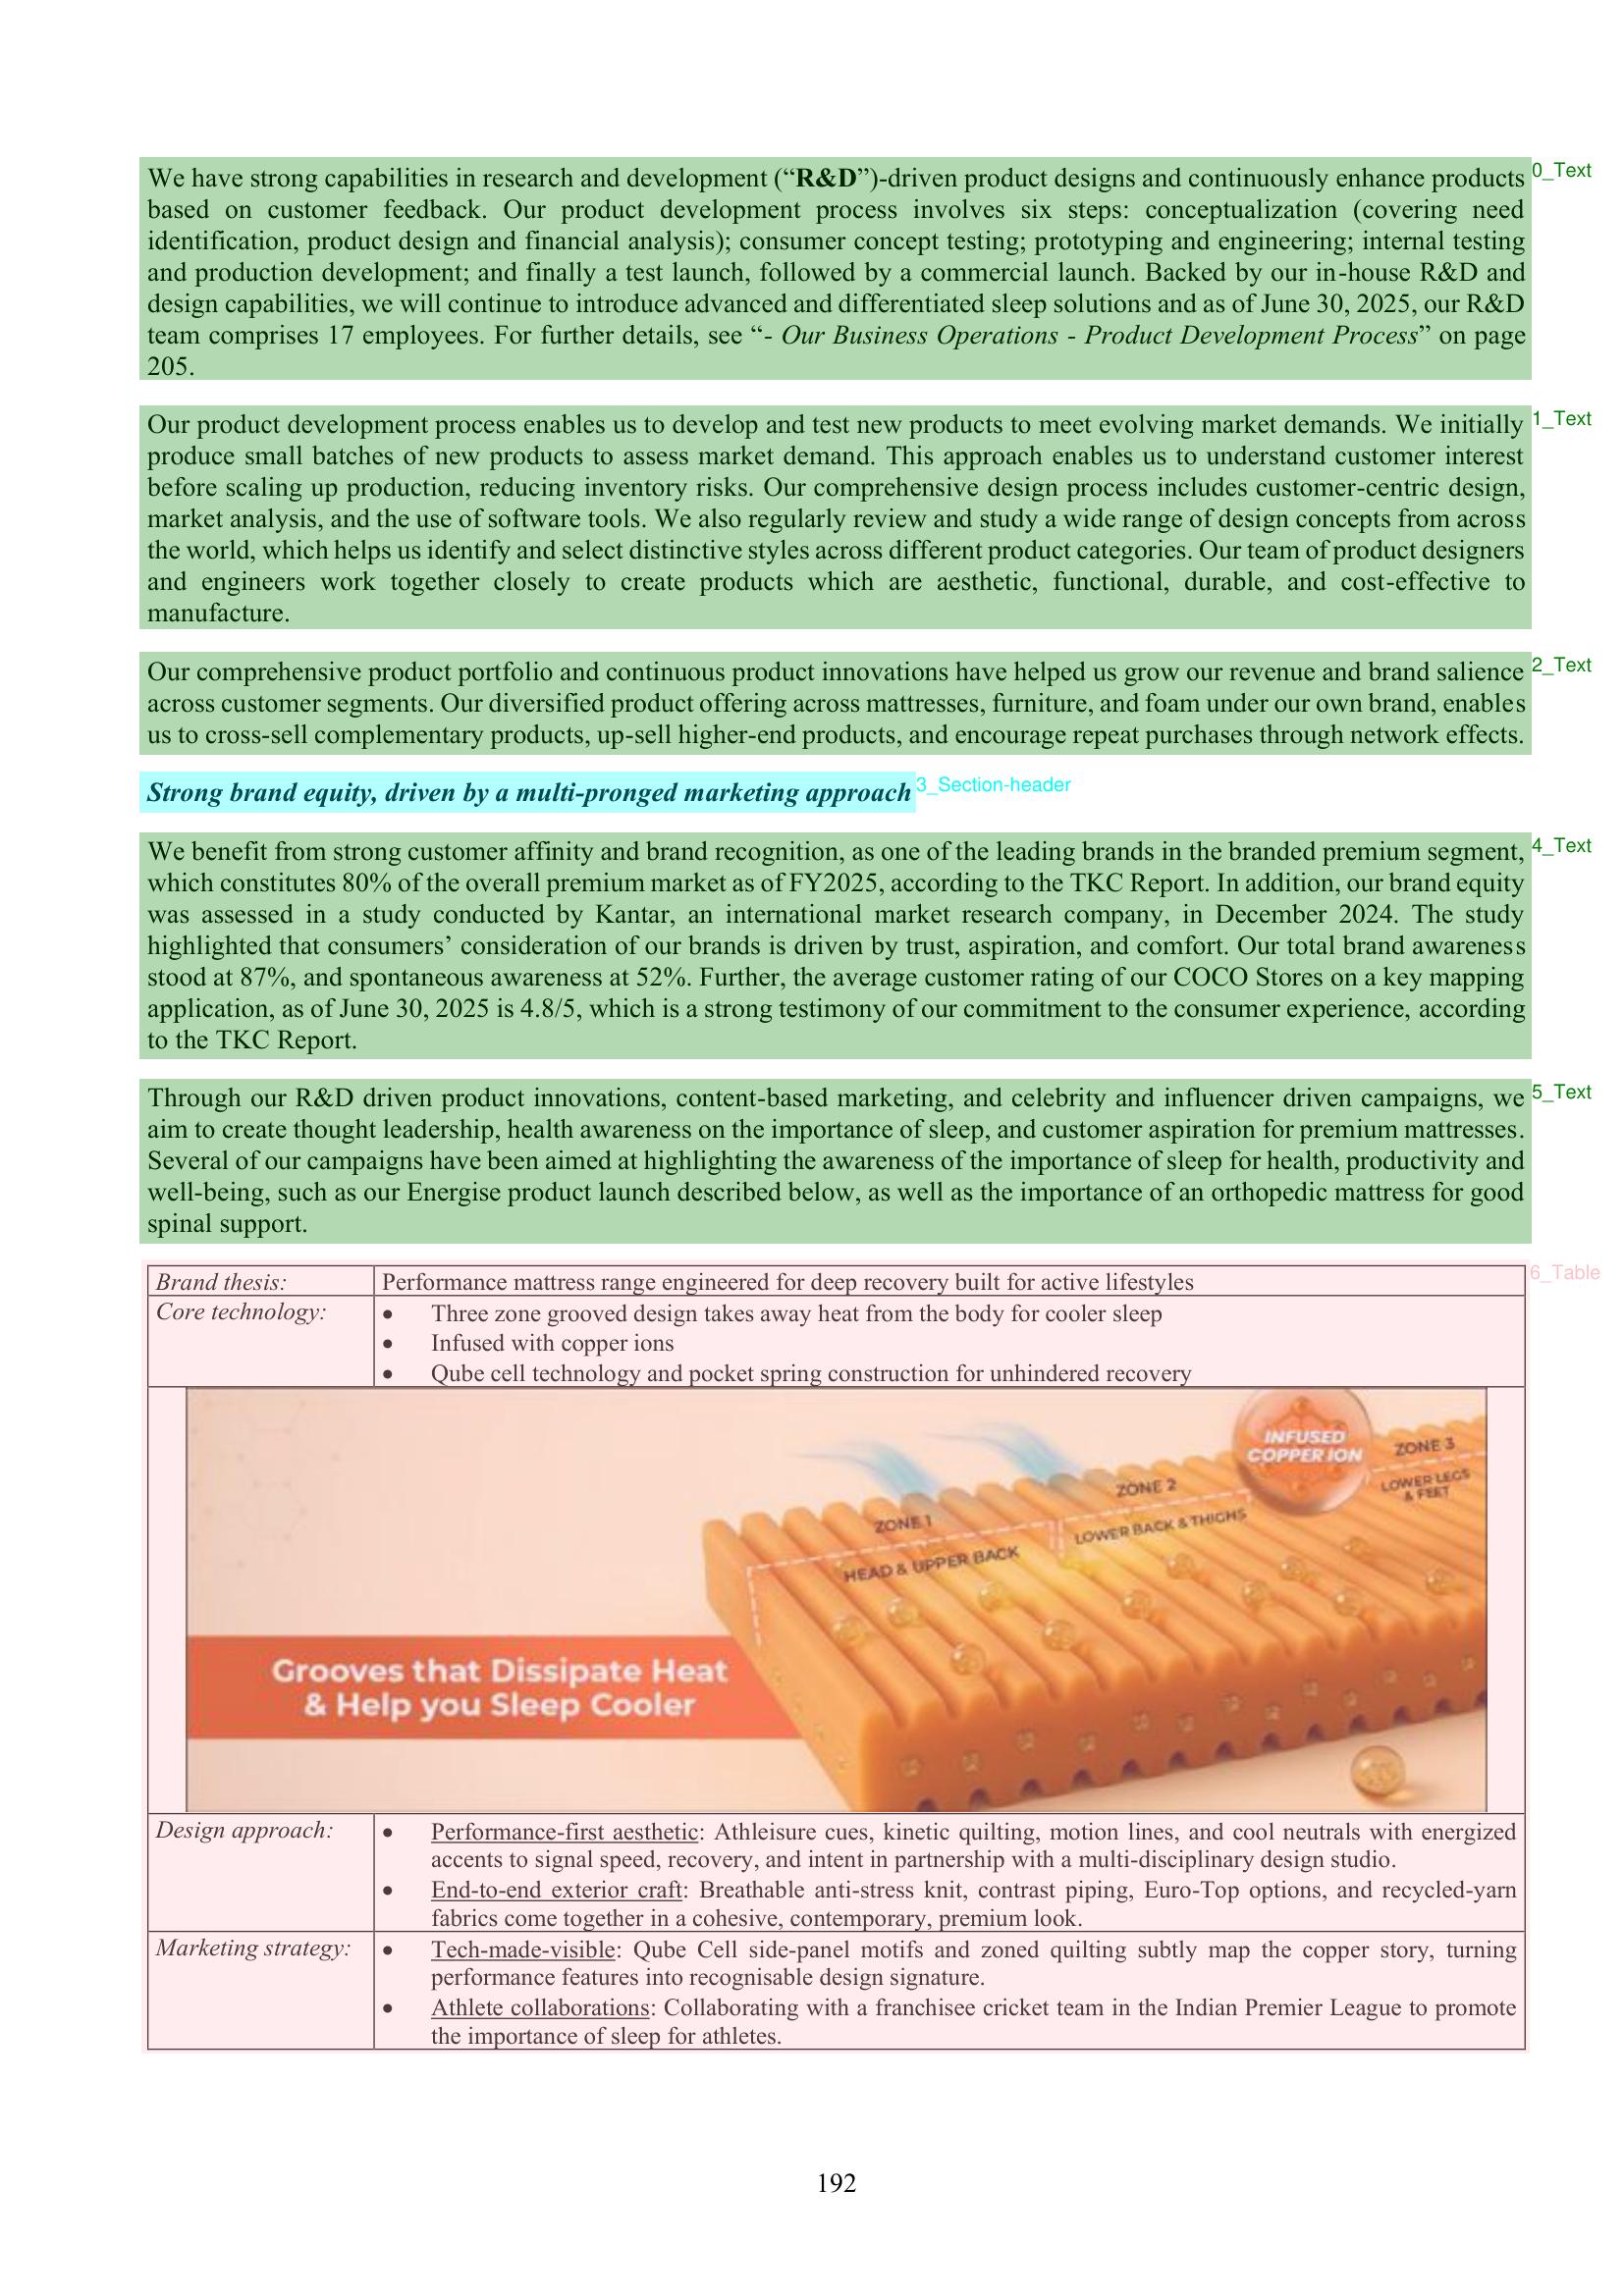 We have strong capabilities in research and development (“R&D”)-driven product designs and continuously enhance products
based on customer feedback. Our product development process involves six steps: conceptualization (covering need
identification, product design and financial analysis); consumer concept testing; prototyping and engineering; internal testing
and production development; and finally a test launch, followed by a commercial launch. Backed by our in-house R&D and
design capabilities, we will continue to introduce advanced and differentiated sleep solutions and as of June 30, 2025, our R&D
team comprises 17 employees. For further details, see “- Our Business Operations - Product Development Process” on page
205.
0_Text
Our product development process enables us to develop and test new products to meet evolving market demands. We initially
produce small batches of new products to assess market demand. This approach enables us to understand customer interest
before scaling up production, reducing inventory risks. Our comprehensive design process includes customer-centric design,
market analysis, and the use of software tools. We also regularly review and study a wide range of design concepts from across
the world, which helps us identify and select distinctive styles across different product categories. Our team of product designers
and engineers work together closely to create products which are aesthetic, functional, durable, and cost-effective to
manufacture.
1_Text
Our comprehensive product portfolio and continuous product innovations have helped us grow our revenue and brand salience
across customer segments. Our diversified product offering across mattresses, furniture, and foam under our own brand, enables
us to cross-sell complementary products, up-sell higher-end products, and encourage repeat purchases through network effects.
2_Text
Strong brand equity, driven by a multi-pronged marketing approach
3_Section-header
We benefit from strong customer affinity and brand recognition, as one of the leading brands in the branded premium segment,
which constitutes 80% of the overall premium market as of FY2025, according to the TKC Report. In addition, our brand equity
was assessed in a study conducted by Kantar, an international market research company, in December 2024. The study
highlighted that consumers’ consideration of our brands is driven by trust, aspiration, and comfort. Our total brand awareness
stood at 87%, and spontaneous awareness at 52%. Further, the average customer rating of our COCO Stores on a key mapping
application, as of June 30, 2025 is 4.8/5, which is a strong testimony of our commitment to the consumer experience, according
to the TKC Report.
4_Text
Through our R&D driven product innovations, content-based marketing, and celebrity and influencer driven campaigns, we
aim to create thought leadership, health awareness on the importance of sleep, and customer aspiration for premium mattresses.
Several of our campaigns have been aimed at highlighting the awareness of the importance of sleep for health, productivity and
well-being, such as our Energise product launch described below, as well as the importance of an orthopedic mattress for good
spinal support.
5_Text
6_Table
Brand thesis: Performance mattress range engineered for deep recovery built for active lifestyles
Core technology: • Three zone grooved design takes away heat from the body for cooler sleep
• Infused with copper ions
• Qube cell technology and pocket spring construction for unhindered recovery
INFUSED
COPPER ION
ZONE 3
LOWER LEGS
& FEET
ZONE 2
LOWER BACK & THIGHS
ZONE 1
HEAD & UPPER BACK
Grooves that Dissipate Heat
& Help you Sleep Cooler
Design approach: • Performance-first aesthetic: Athleisure cues, kinetic quilting, motion lines, and cool neutrals with energized
accents to signal speed, recovery, and intent in partnership with a multi-disciplinary design studio.
• End-to-end exterior craft: Breathable anti-stress knit, contrast piping, Euro-Top options, and recycled-yarn
fabrics come together in a cohesive, contemporary, premium look.
Marketing strategy: • Tech-made-visible: Qube Cell side-panel motifs and zoned quilting subtly map the copper story, turning
performance features into recognisable design signature.
• Athlete collaborations: Collaborating with a franchisee cricket team in the Indian Premier League to promote
the importance of sleep for athletes.
192